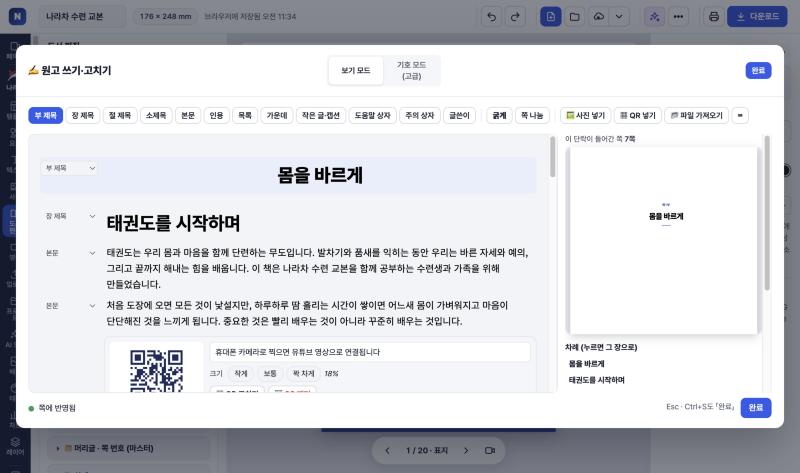 N 나라차 수련 교본 176 × 248 mm 브라우저에 저장됨 오전 11:34 다운로드
✍️ 원고 쓰기·고치기
보기 모드
기호 모드
(고급)
완료
부 제목 장 제목 절 제목 소제목 본문 인용 목록 가운데 작은 글·캡션 도움말 상자 주의 상자 글쓴이 굵게 쪽 나눔 사진 넣기 QR 넣기 파일 가져오기
부 제목
몸을 바르게
장 제목
태권도를 시작하며
본문
태권도는 우리 몸과 마음을 함께 단련하는 무도입니다. 발차기와 품새를 익히는 동안 우리는 바른 자세와 예의,
그리고 끝까지 해내는 힘을 배웁니다. 이 책은 나라차 수련 교본을 함께 공부하는 수련생과 가족을 위해
만들었습니다.
본문
처음 도장에 오면 모든 것이 낯설지만, 하루하루 땀 흘리는 시간이 쌓이면 어느새 몸이 가벼워지고 마음이
단단해진 것을 느끼게 됩니다. 중요한 것은 빨리 배우는 것이 아니라 꾸준히 배우는 것입니다.
휴대폰 카메라로 찍으면 유튜브 영상으로 연결됩니다
크기 작게 보통 꽉 차게 18%
이 단락이 들어간 쪽 7쪽
몸을 바르게
차례 (누르면 그 장으로)
몸을 바르게
태권도를 시작하며
쪽에 반영됨
Esc · Ctrl+S도 「완료」
완료
머리글 · 쪽 번호 (마스터)
레이어
1 / 20 · 표지